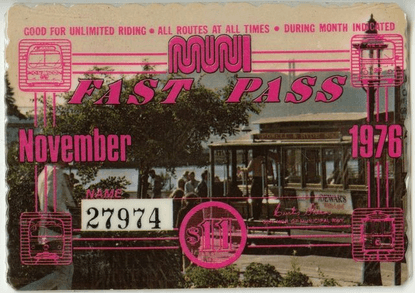 GOOD FOR UNLIMITED RIDING • ALL ROUTES AT ALL TIMES • DURING MONTH INDICATED
muni
FAST PASS
November 1976
NAME
27974
$11